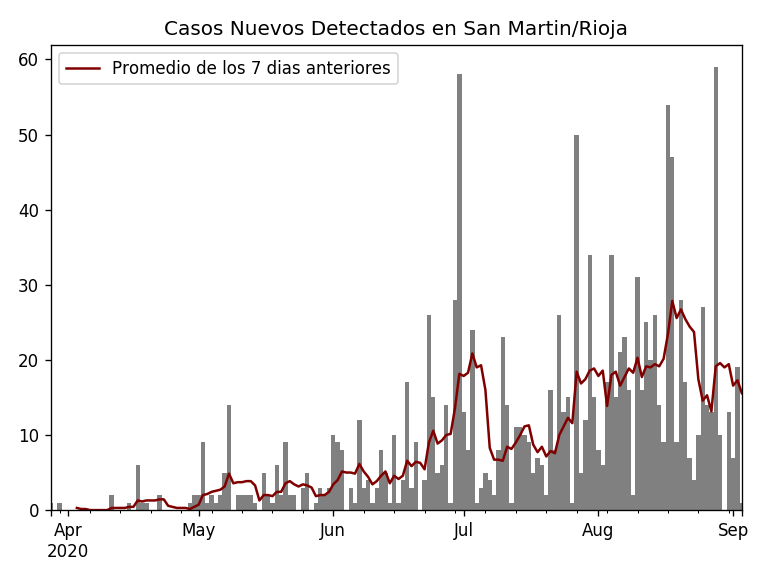 Casos Nuevos Detectados en San Martin/Rioja
Promedio de los 7 dias anteriores
60
50
40
30
20
10
0
Apr May Jun Jul Aug Sep
2020